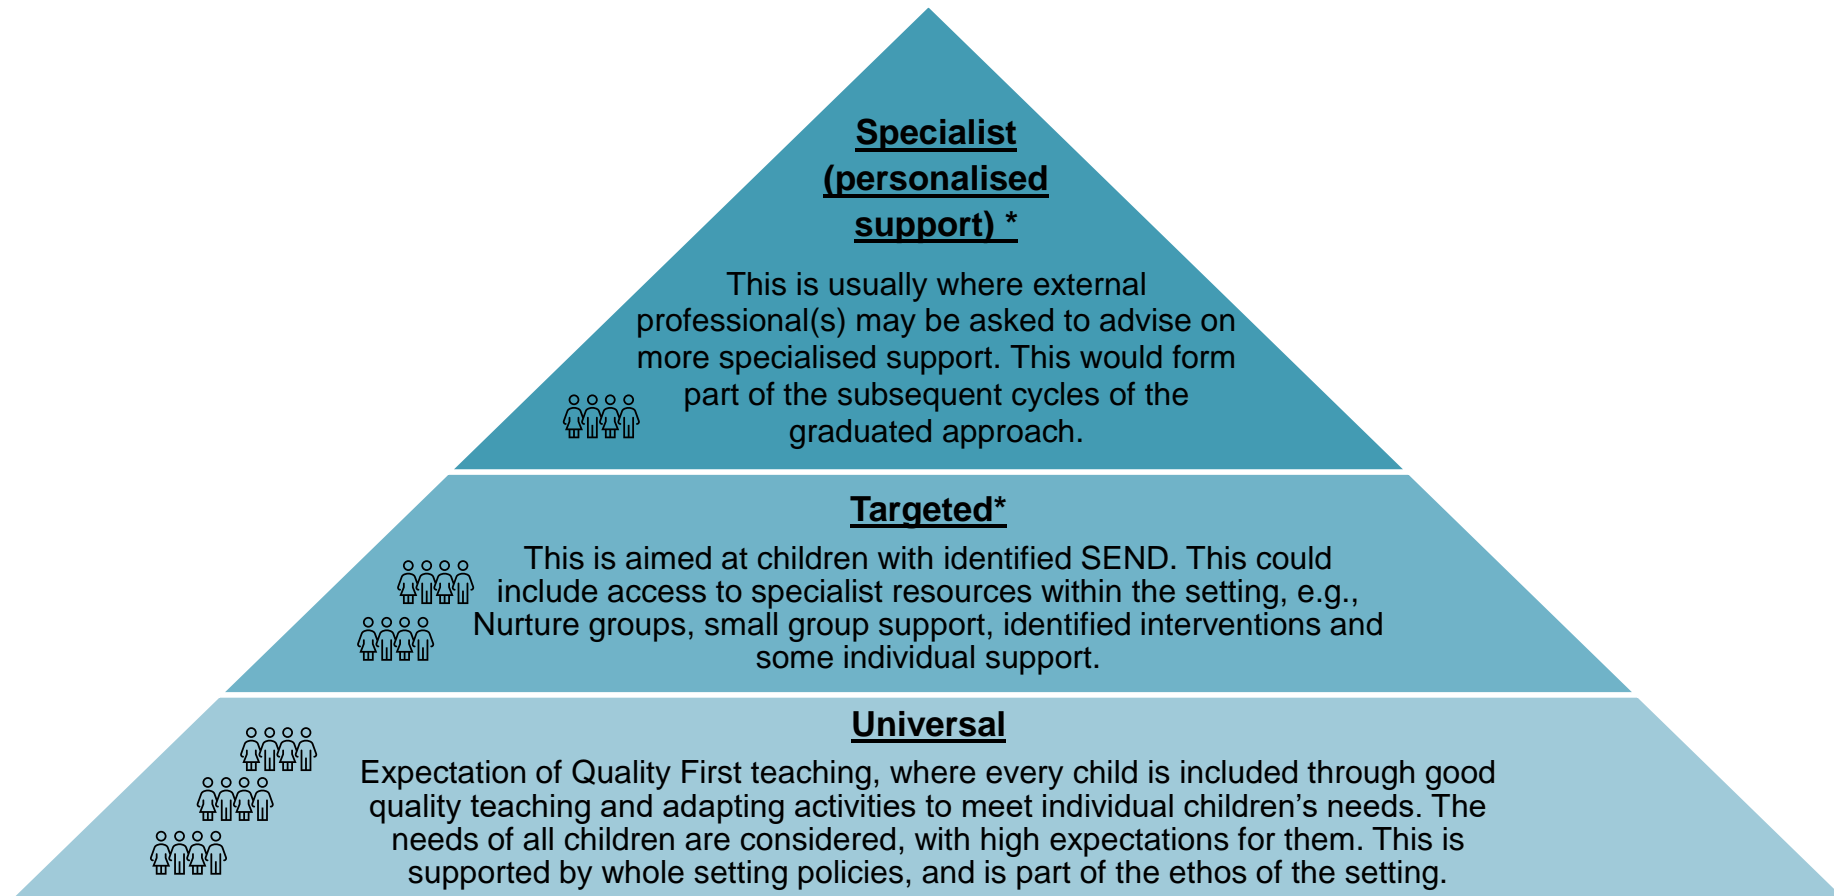 Specialist
(personalised
support) *
This is usually where external
professional(s) may be asked to advise on
more specialised support. This would form
part of the subsequent cycles of the
graduated approach.
Targeted*
This is aimed at children with identified SEND. This could
include access to specialist resources within the setting, e.g.,
Nurture groups, small group support, identified interventions and
some individual support.
Universal
Expectation of Quality First teaching, where every child is included through good
quality teaching and adapting activities to meet individual children’s needs. The
needs of all children are considered, with high expectations for them. This is
supported by whole setting policies, and is part of the ethos of the setting.